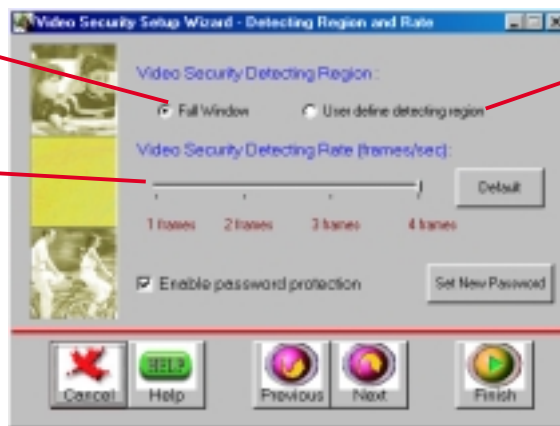 Video Security Setup Wizard - Detecting Region and Rate
Video Security Detecting Region :
Full Window
User define detecting region
Video Security Detecting Rate (frames/sec):
Default
1 frames
2 frames
3 frames
4 frames
Enable password protection
Set New Password
HELP
Cancel
Help
Previous
Next
Finish